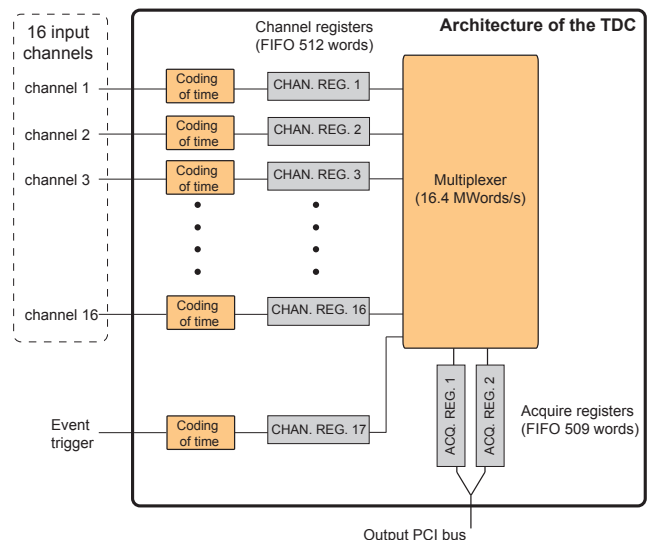 Architecture of the TDC
16 input
channels
Channel registers
(FIFO 512 words)
channel 1
Coding
of time
CHAN. REG. 1
channel 2
Coding
of time
CHAN. REG. 2
channel 3
Coding
of time
CHAN. REG. 3
Multiplexer
(16.4 MWords/s)
channel 16
Coding
of time
CHAN. REG. 16
Event
trigger
Coding
of time
CHAN. REG. 17
ACQ. REG. 1
ACQ. REG. 2
Acquire registers
(FIFO 509 words)
Output PCI bus